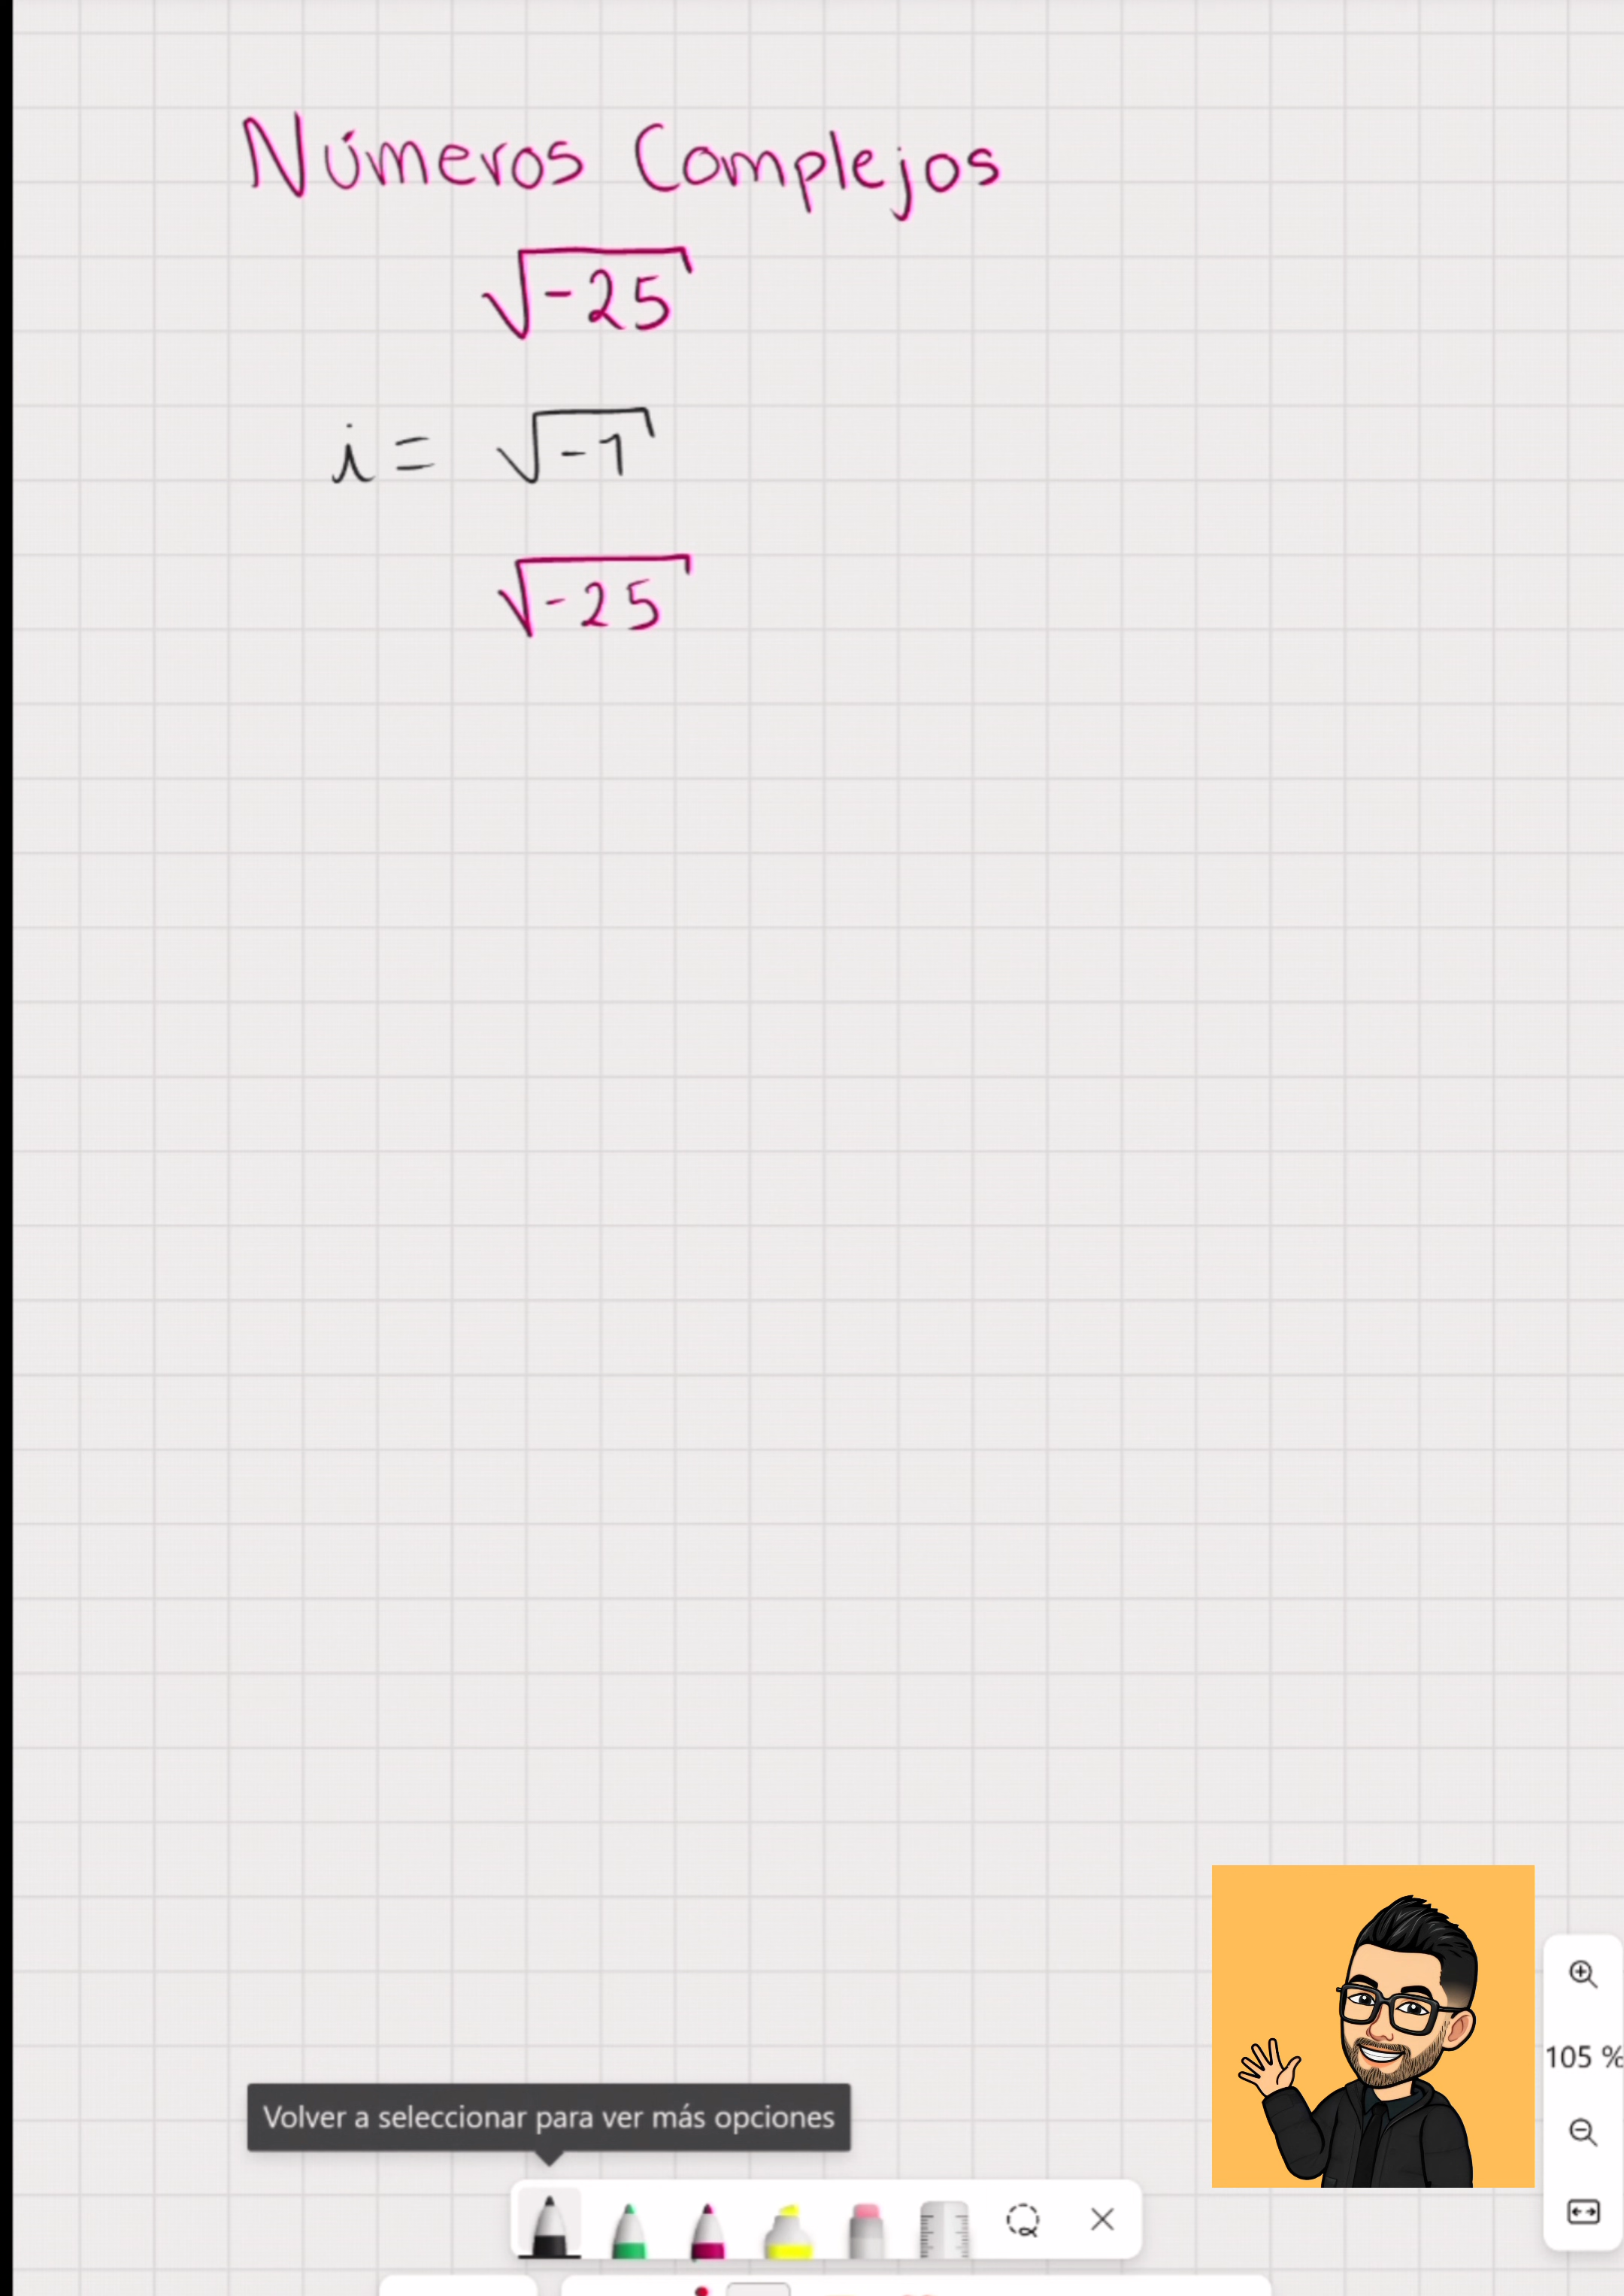 Números Complejos
√-25
i = √-1
√-25
105 %
Volver a seleccionar para ver más opciones